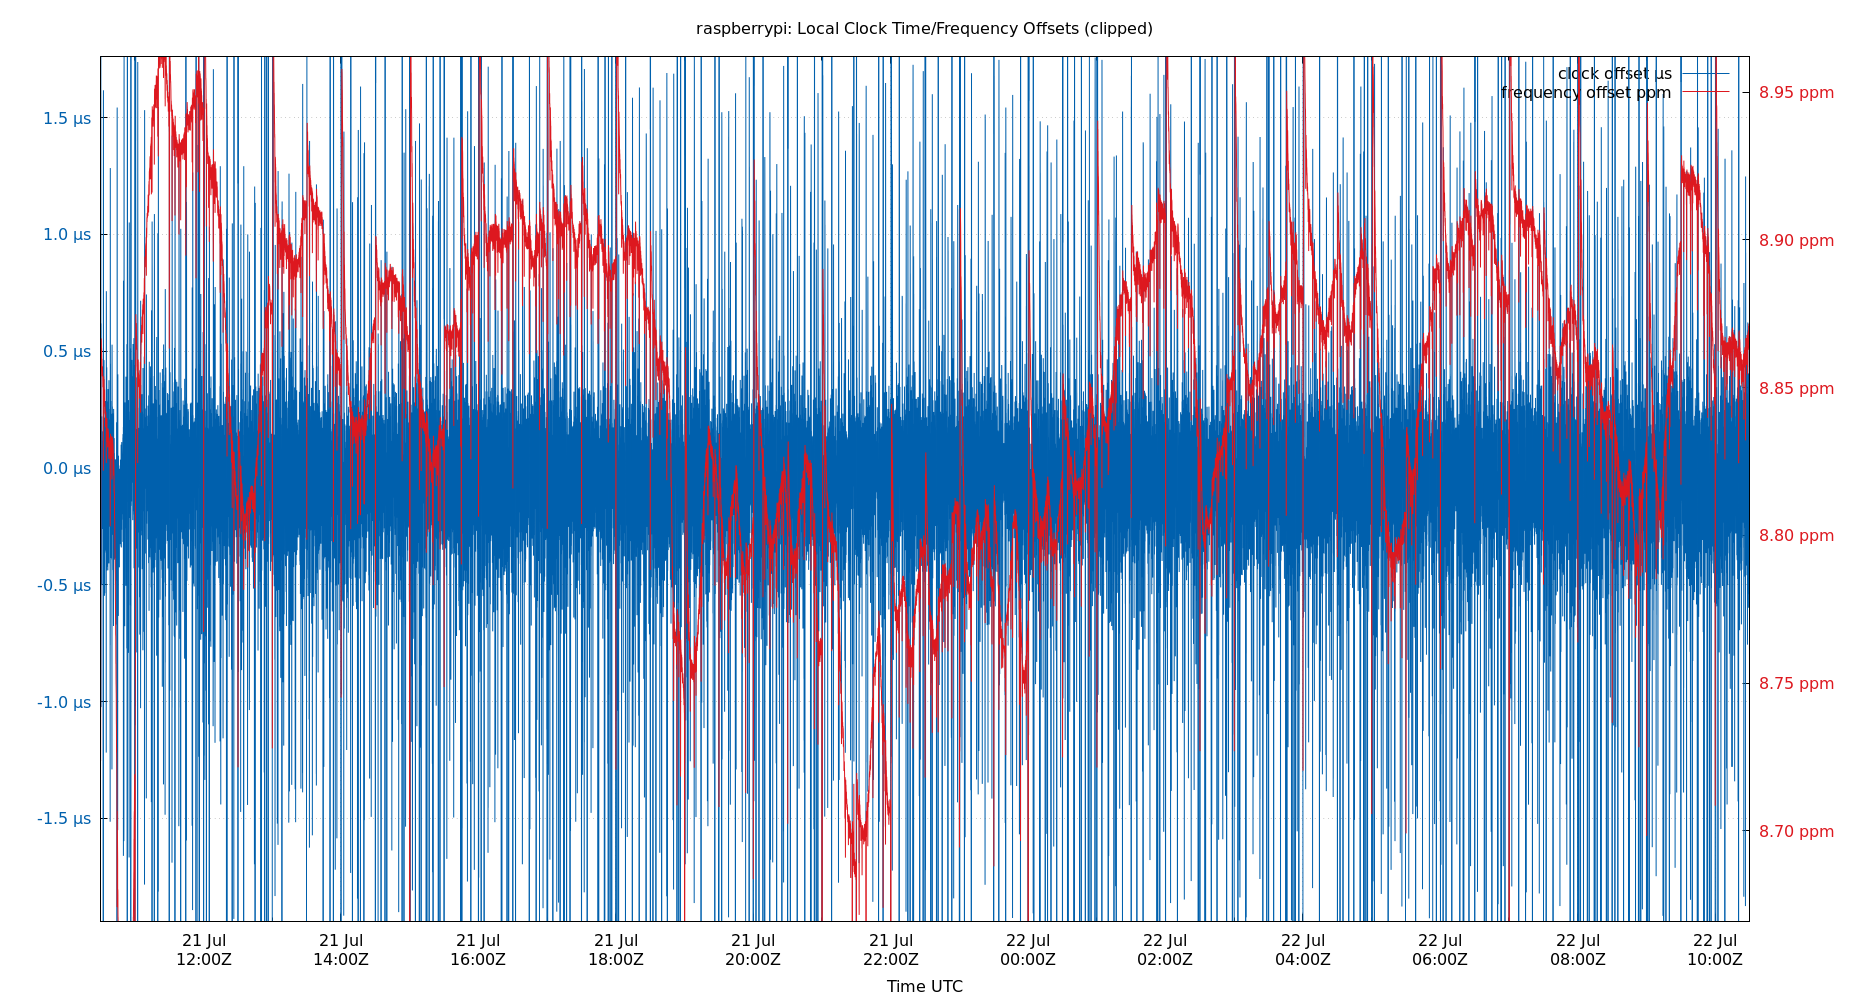 raspberrypi: Local Clock Time/Frequency Offsets (clipped)
clock offset µs
frequency offset ppm
1.5 µs
1.0 µs
0.5 µs
0.0 µs
-0.5 µs
-1.0 µs
-1.5 µs
8.95 ppm
8.90 ppm
8.85 ppm
8.80 ppm
8.75 ppm
8.70 ppm
21 Jul 21 Jul 21 Jul 21 Jul 21 Jul 21 Jul 22 Jul 22 Jul 22 Jul 22 Jul 22 Jul 22 Jul
12:00Z 14:00Z 16:00Z 18:00Z 20:00Z 22:00Z 00:00Z 02:00Z 04:00Z 06:00Z 08:00Z 10:00Z
Time UTC